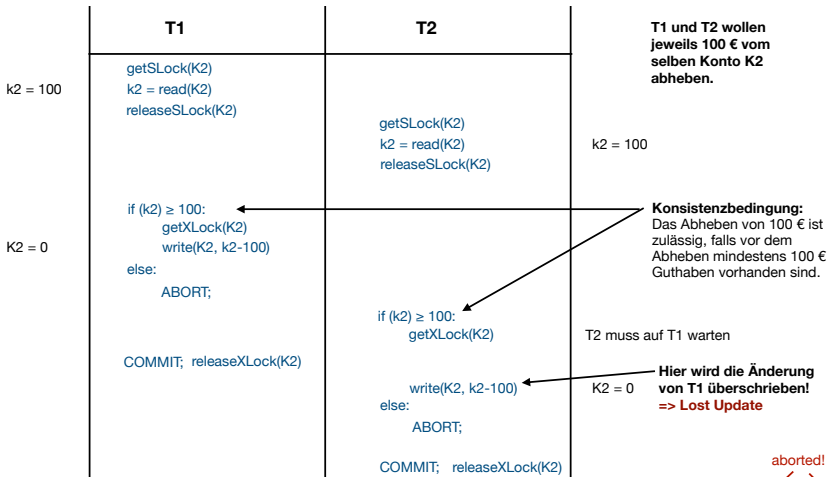 T1
T2
T1 und T2 wollen
jeweils 100 € vom
selben Konto K2
abheben.
getSLock(K2)
k2 = 100
k2 = read(K2)
releaseSLock(K2)
getSLock(K2)
k2 = read(K2)
k2 = 100
releaseSLock(K2)
if (k2) ≥ 100:
Konsistenzbedingung:
getXLock(K2)
Das Abheben von 100 € ist
K2 = 0
write(K2, k2-100)
zulässig, falls vor dem
Abheben mindestens 100 €
else:
Guthaben vorhanden sind.
ABORT;
if (k2) ≥ 100:
getXLock(K2)
T2 muss auf T1 warten
COMMIT; releaseXLock(K2)
Hier wird die Änderung
write(K2, k2-100)
K2 = 0
von T1 überschrieben!
else:
=> Lost Update
ABORT;
aborted!
COMMIT; releaseXLock(K2)